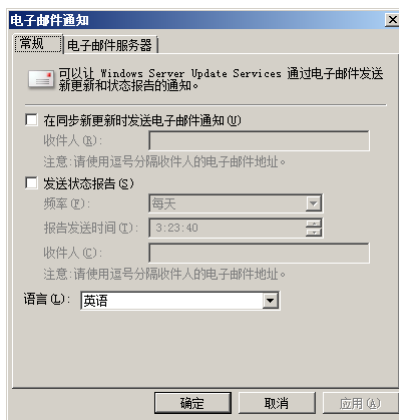 电子邮件通知
常规 电子邮件服务器
可以让 Windows Server Update Services 通过电子邮件发送
新更新和状态报告的通知。
在同步新更新时发送电子邮件通知(U)
收件人(R):
注意:请使用逗号分隔收件人的电子邮件地址。
发送状态报告(S)
频率(F): 每天
报告发送时间(T): 3:23:40
收件人(C):
注意:请使用逗号分隔收件人的电子邮件地址。
语言(L): 英语
确定 取消 应用(A)